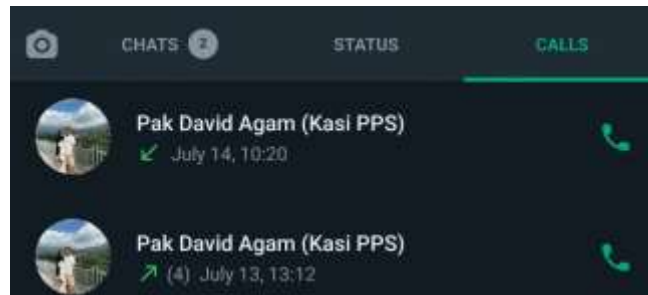 CHATS 2 STATUS CALLS
Pak David Agam (Kasi PPS)
July 14, 10:20
Pak David Agam (Kasi PPS)
(4) July 13, 13:12